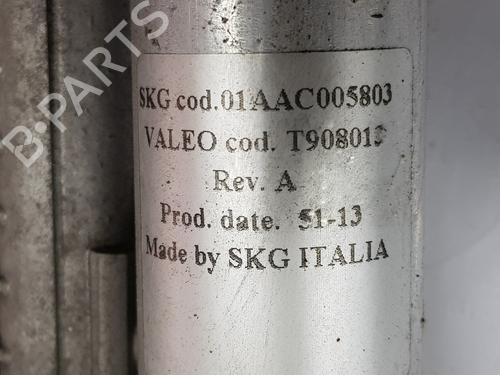 B-PARTS
SKG cod.01AAC005803
VALEO cod. T908013
Rev. A
Prod. date. 51-13
Made by SKG ITALIA